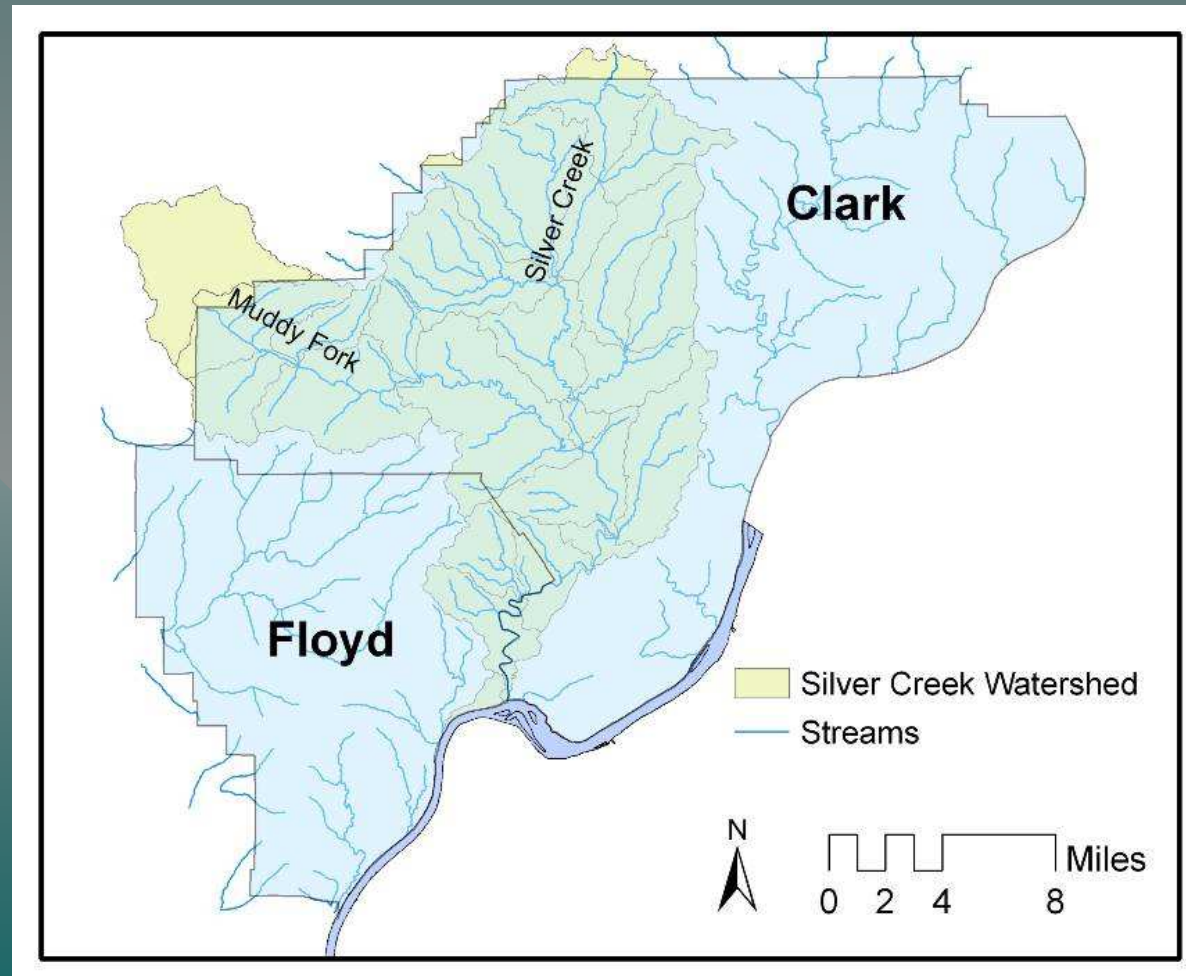 Clark
Silver Creek
Muddy Fork
Floyd
Silver Creek Watershed
Streams
N
Miles
0 2 4 8